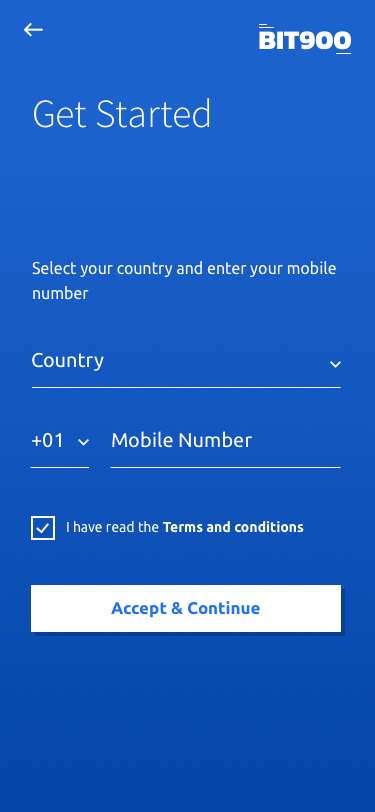 BIT900
Get Started
Select your country and enter your mobile
number
Country
+01 Mobile Number
I have read the Terms and conditions
Accept & Continue